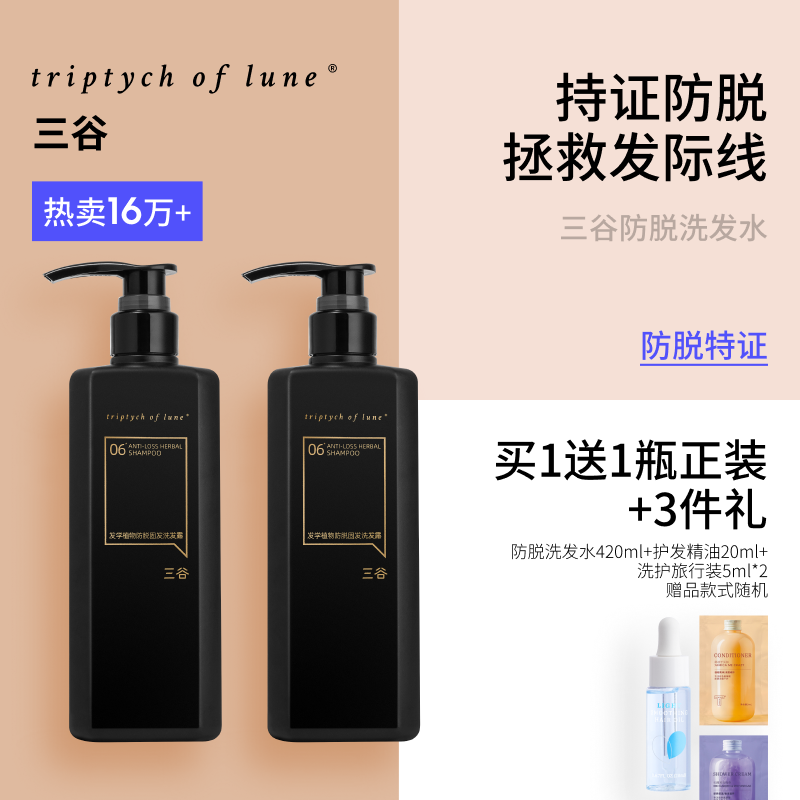 triptych of lune®
三谷
热卖16万+
持证防脱
拯救发际线
三谷防脱洗发水
防脱特证
triptych of lune®
06+ ANTI-LOSS HERBAL
SHAMPOO
发学植物防脱固发洗发露
三谷
triptych of lune®
06+ ANTI-LOSS HERBAL
SHAMPOO
发学植物防脱固发洗发露
三谷
买1送1瓶正装
+3件礼
防脱洗发水420ml+护发精油20ml+
洗护旅行装5ml*2
赠品款式随机
CONDITIONER
SHOWER CREAM